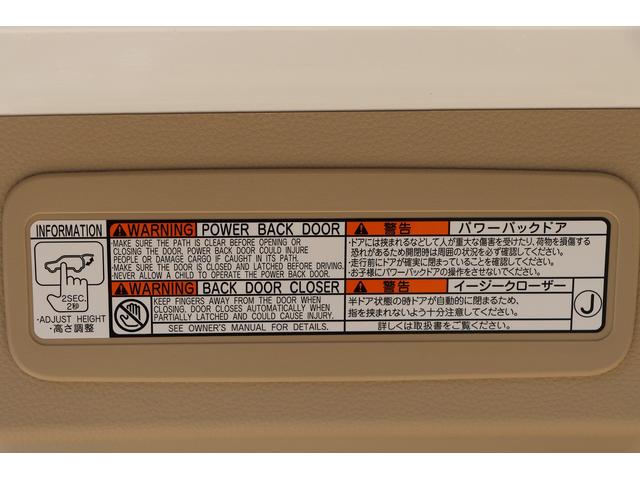 INFORMATION
2SEC.
2秒
・ADJUST HEIGHT
・高さ調整
WARNING POWER BACK DOOR
・MAKE SURE THE PATH IS CLEAR BEFORE OPENING OR
CLOSING THE DOOR. POWER BACK DOOR COULD INJURE
PEOPLE OR DAMAGE CARGO IF CAUGHT IN ITS PATH.
・MAKE SURE THE DOOR IS CLOSED AND LATCHED BEFORE DRIVING.
NEVER ALLOW A CHILD TO OPERATE THE POWER BACK DOOR.
WARNING BACK DOOR CLOSER
KEEP FINGERS AWAY FROM THE DOOR WHEN
CLOSING. DOOR CLOSES AUTOMATICALLY WHEN
PARTIALLY LATCHED AND COULD CAUSE INJURY.
SEE OWNER'S MANUAL FOR DETAILS.
警告 パワーバックドア
・ドアには挟まれるなどして人が重大な傷害を受けたり、荷物を損傷する
恐れがあるため開閉時は周囲の状況を必ず確認してください。
・走行前にドアが確実に閉まっていることを確認してください。
・お子様にパワーバックドアの操作をさせないでください。
警告 イージークローザー
半ドア状態の時ドアが自動的に閉まるため、
指を挟まれないよう十分注意してください。
詳しくは取扱書をご覧ください。
J